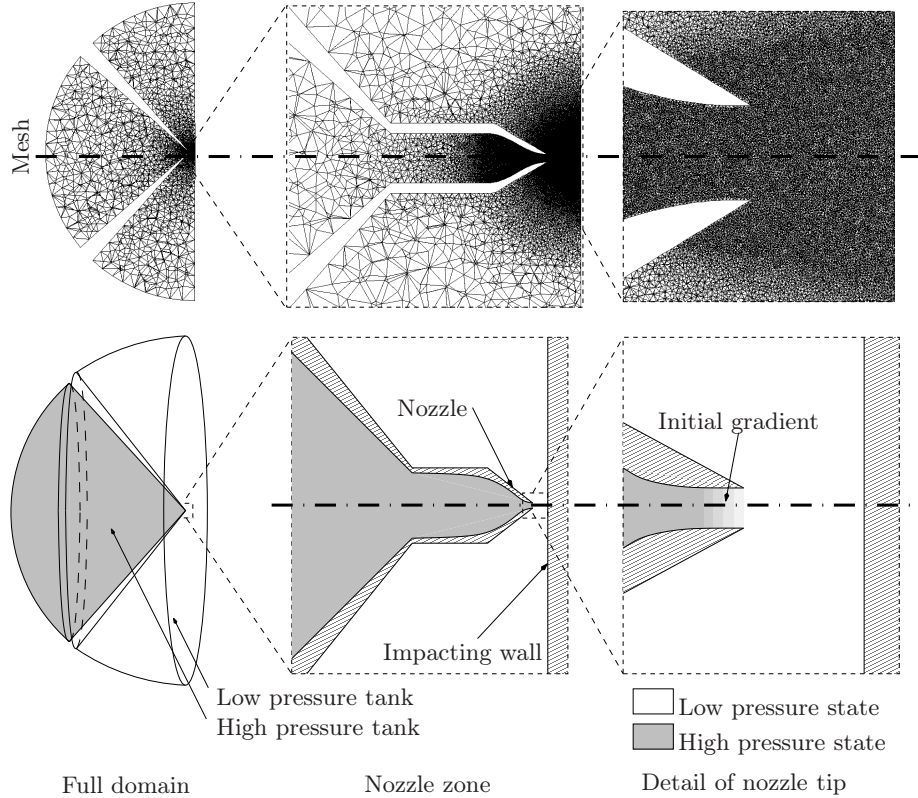 Mesh
Nozzle
Initial gradient
Impacting wall
Low pressure tank
High pressure tank
Low pressure state
High pressure state
Full domain
Nozzle zone
Detail of nozzle tip